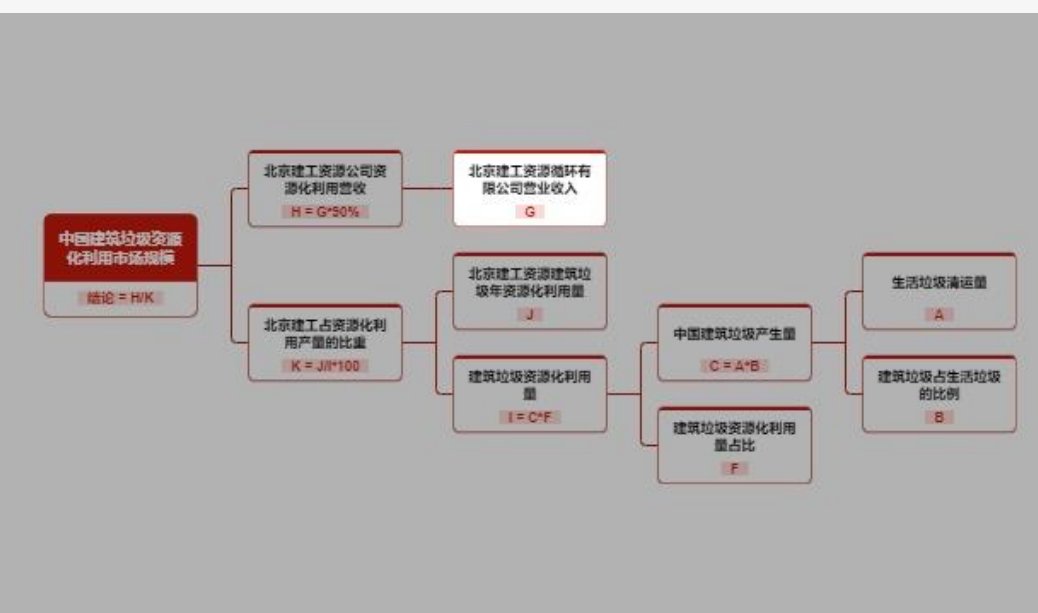 北京建工资源公司资
源化利用营收
H = G*90%
北京建工资源循环有
限公司营业收入
G
中国建筑垃圾资源
化利用市场规模
结论 = H/K
北京建工资源建筑垃
圾年资源化利用量
J
生活垃圾清运量
A
北京建工占资源化利
用产量的比重
K = J/I*100
中国建筑垃圾产生量
C = A*B
建筑垃圾资源化利用
量
I = C*F
建筑垃圾占生活垃圾
的比例
B
建筑垃圾资源化利用
量占比
F